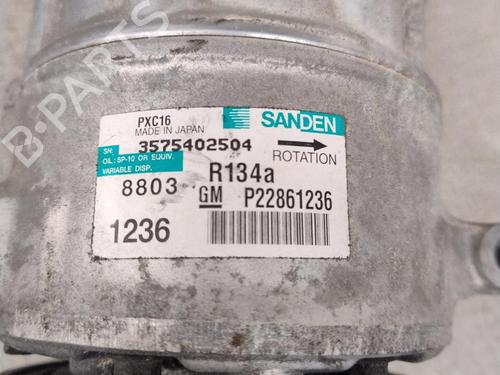 B-PARTS
PXC16
MADE IN JAPAN
SANDEN
SN: 3575402504
ROTATION
OIL: SP-10 OR EQUIV.
VARIABLE DISP.
R134a
8803
GM P22861236
1236